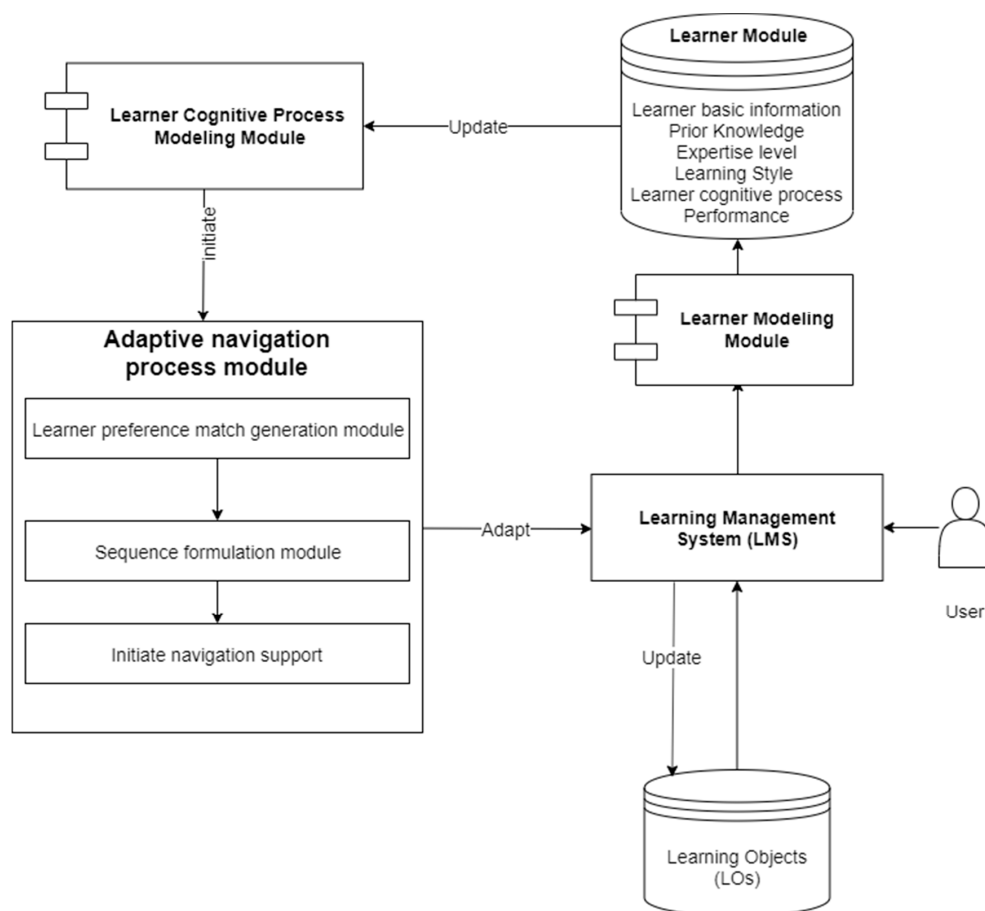 Learner Module
Learner basic information
Prior Knowledge
Expertise level
Learning Style
Learner cognitive process
Performance
Learner Cognitive Process
Modeling Module
Update
initiate
Learner Modeling
Module
Adaptive navigation
process module
Learner preference match generation module
Sequence formulation module
Initiate navigation support
Adapt
Learning Management
System (LMS)
User
Update
Learning Objects
(LOs)